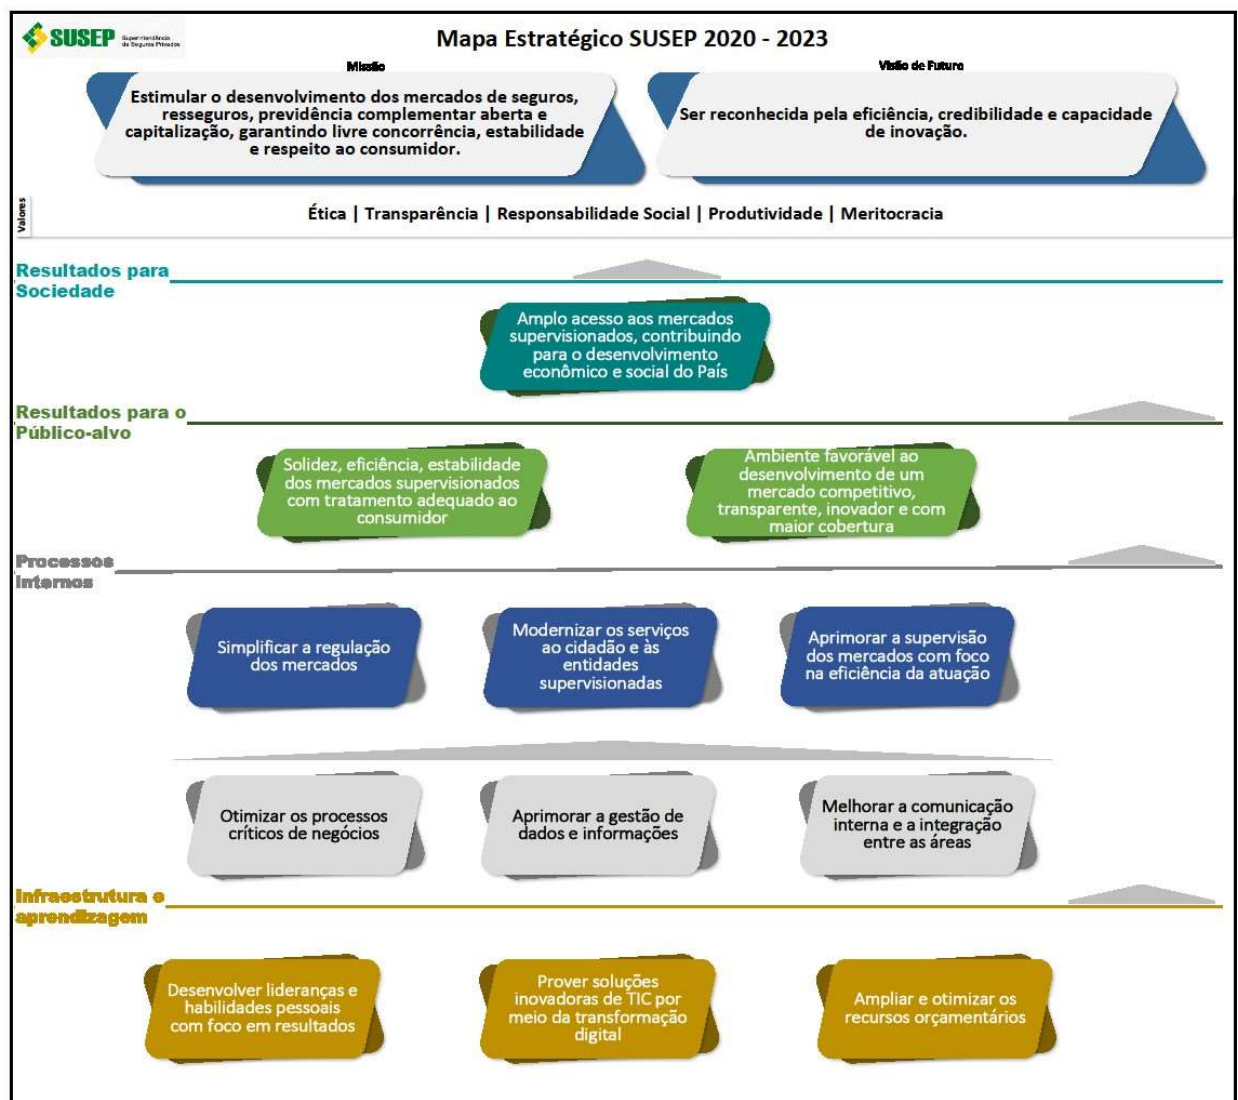 SUSEP
Superintendência
de Seguros Privados
Mapa Estratégico SUSEP 2020 - 2023
Missão
Visão de Futuro
Estimular o desenvolvimento dos mercados de seguros,
resseguros, previdência complementar aberta e
capitalização, garantindo livre concorrência, estabilidade
e respeito ao consumidor.
Ser reconhecida pela eficiência, credibilidade e capacidade
de inovação.
Valores
Ética | Transparência | Responsabilidade Social | Produtividade | Meritocracia
Resultados para
Sociedade
Amplo acesso aos mercados
supervisionados, contribuindo
para o desenvolvimento
econômico e social do País
Resultados para o
Público-alvo
Solidez, eficiência, estabilidade
dos mercados supervisionados
com tratamento adequado ao
consumidor
Ambiente favorável ao
desenvolvimento de um
mercado competitivo,
transparente, inovador e com
maior cobertura
Processos
Internos
Simplificar a regulação
dos mercados
Modernizar os serviços
ao cidadão e às
entidades
supervisionadas
Aprimorar a supervisão
dos mercados com foco
na eficiência da atuação
Otimizar os processos
críticos de negócios
Aprimorar a gestão de
dados e informações
Melhorar a comunicação
interna e a integração
entre as áreas
Infraestrutura e
aprendizagem
Desenvolver lideranças e
habilidades pessoais
com foco em resultados
Prover soluções
inovadoras de TIC por
meio da transformação
digital
Ampliar e otimizar os
recursos orçamentários